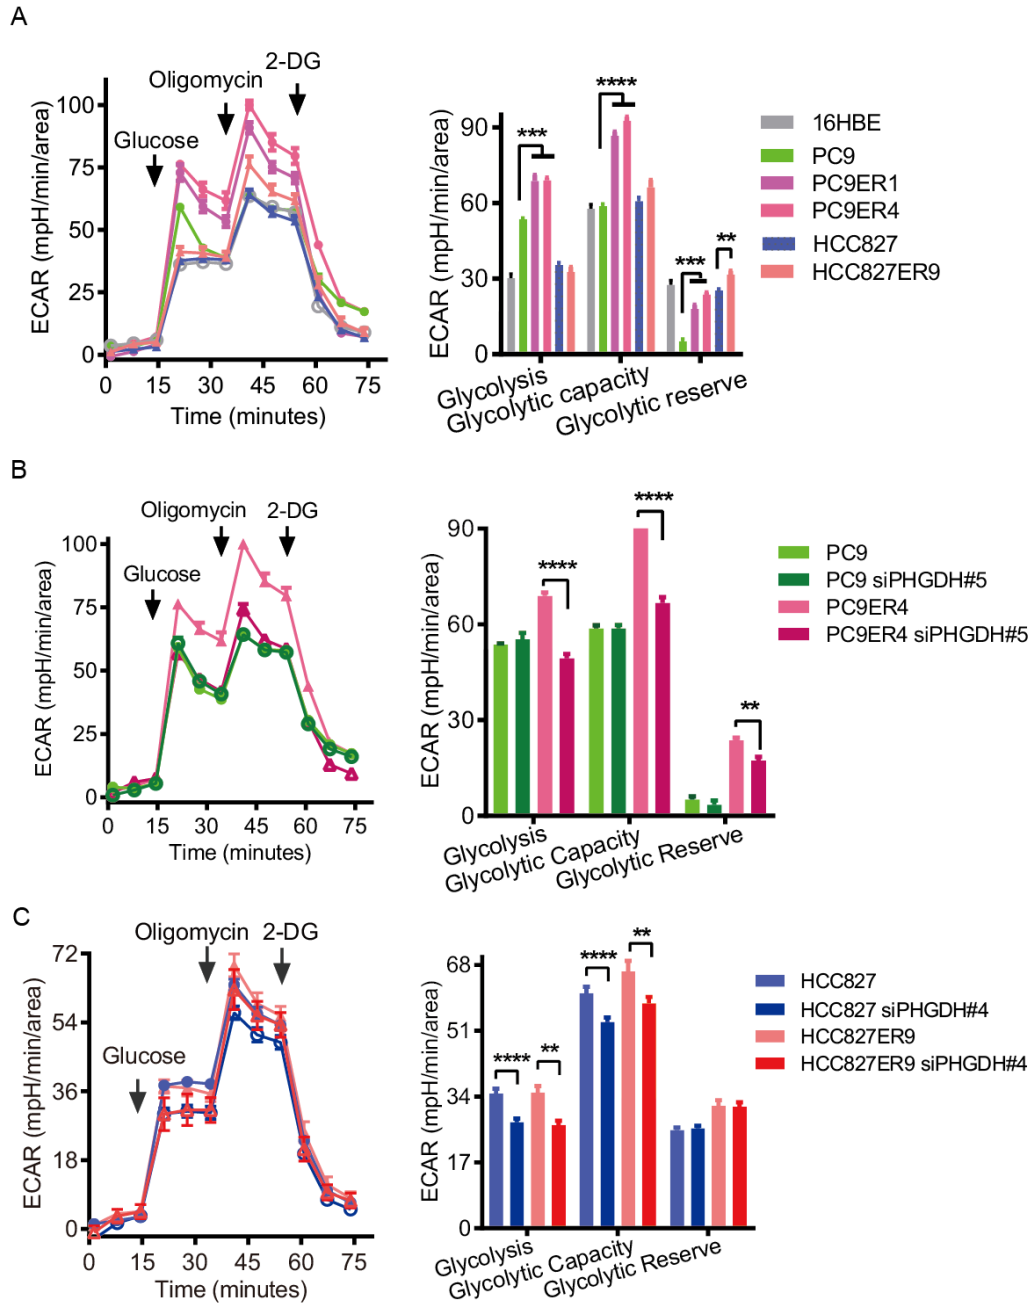 A
2-DG
Oligomycin
Glucose
100
75
50
25
0
0 15 30 45 60 75
Time (minutes)
ECAR (mpH/min/area)
****
***
***
**
90
60
30
0
ECAR (mpH/min/area)
Glycolysis
Glycolytic capacity
Glycolytic reserve
16HBE
PC9
PC9ER1
PC9ER4
HCC827
HCC827ER9
B
Oligomycin 2-DG
Glucose
100
75
50
25
0
0 15 30 45 60 75
Time (minutes)
ECAR (mpH/min/area)
****
****
**
90
60
30
0
ECAR (mpH/min/area)
Glycolysis
Glycolytic Capacity
Glycolytic Reserve
PC9
PC9 siPHGDH#5
PC9ER4
PC9ER4 siPHGDH#5
C
Oligomycin 2-DG
Glucose
72
54
36
18
0
0 15 30 45 60 75
Time (minutes)
ECAR (mpH/min/area)
**
****
**** **
68
51
34
17
0
ECAR (mpH/min/area)
Glycolysis
Glycolytic Capacity
Glycolytic Reserve
HCC827
HCC827 siPHGDH#4
HCC827ER9
HCC827ER9 siPHGDH#4